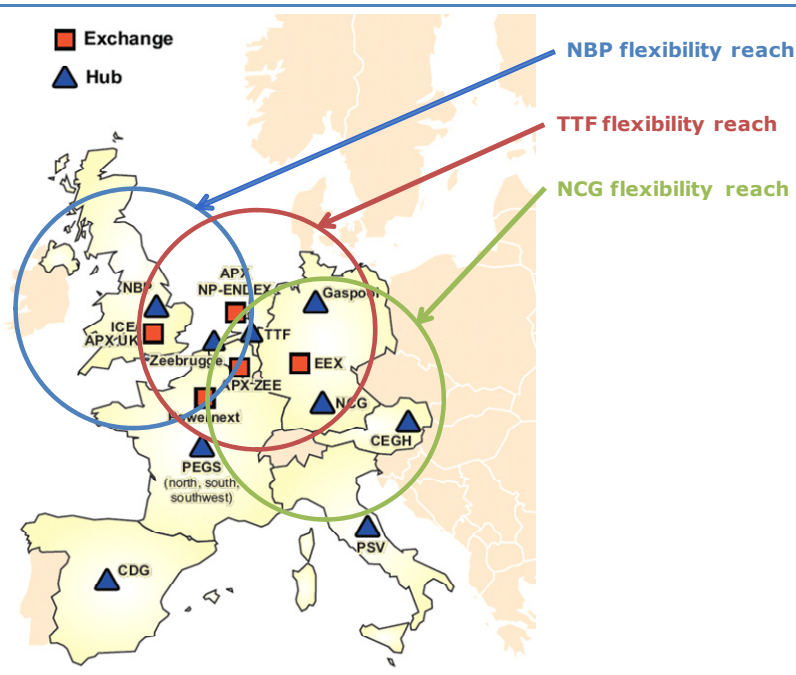 Exchange
Hub
NBP flexibility reach
TTF flexibility reach
NCG flexibility reach
APX
NP-ENDEX
NBP
Gaspool
ICE/
APX-UK
TTF
Zeebrugge
EEX
APX-ZEE
NCG
Powernext
CEGH
PEGS
(north, south,
southwest)
PSV
CDG